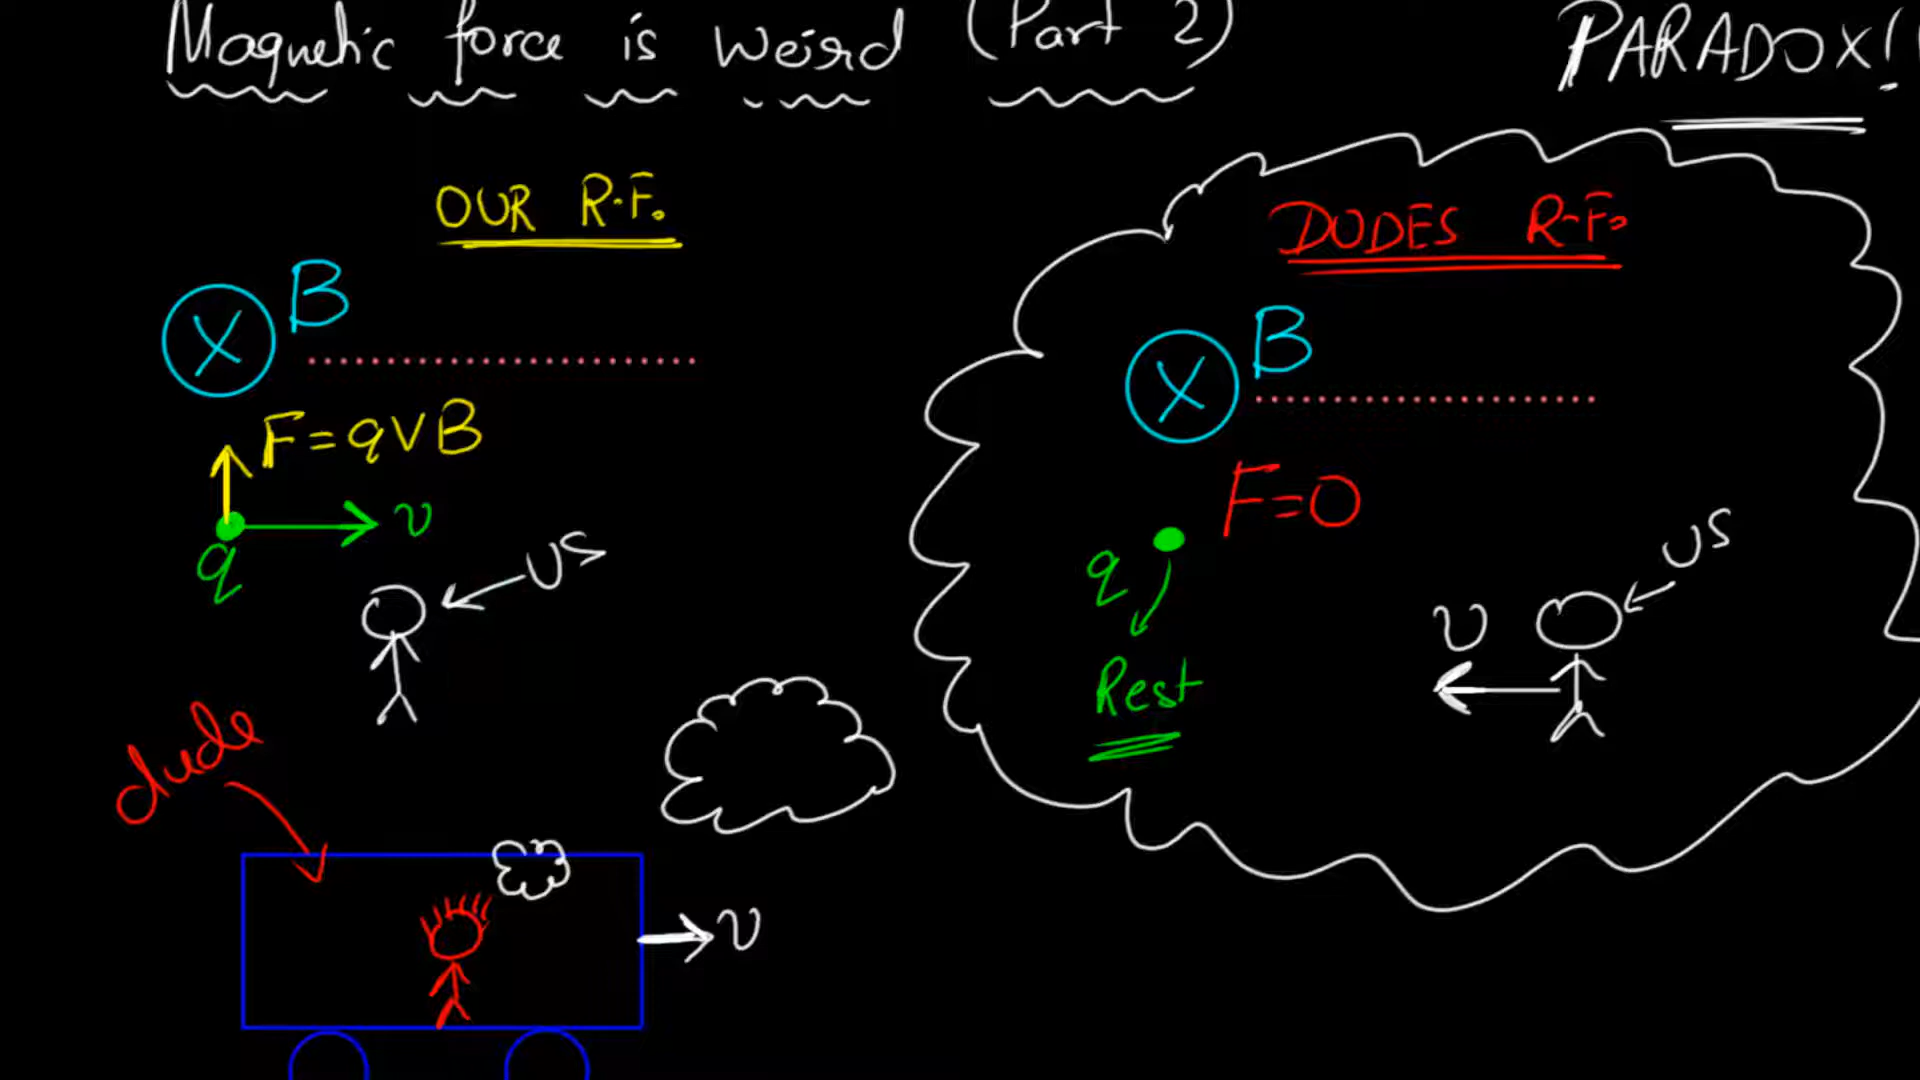 Magnetic force is weird (Part 2)
PARADOX!
OUR R.F.
B
X
F=qVB
v
q
US
dude
v
DUDES R.F.
B
X
F=0
q
Rest
US
v